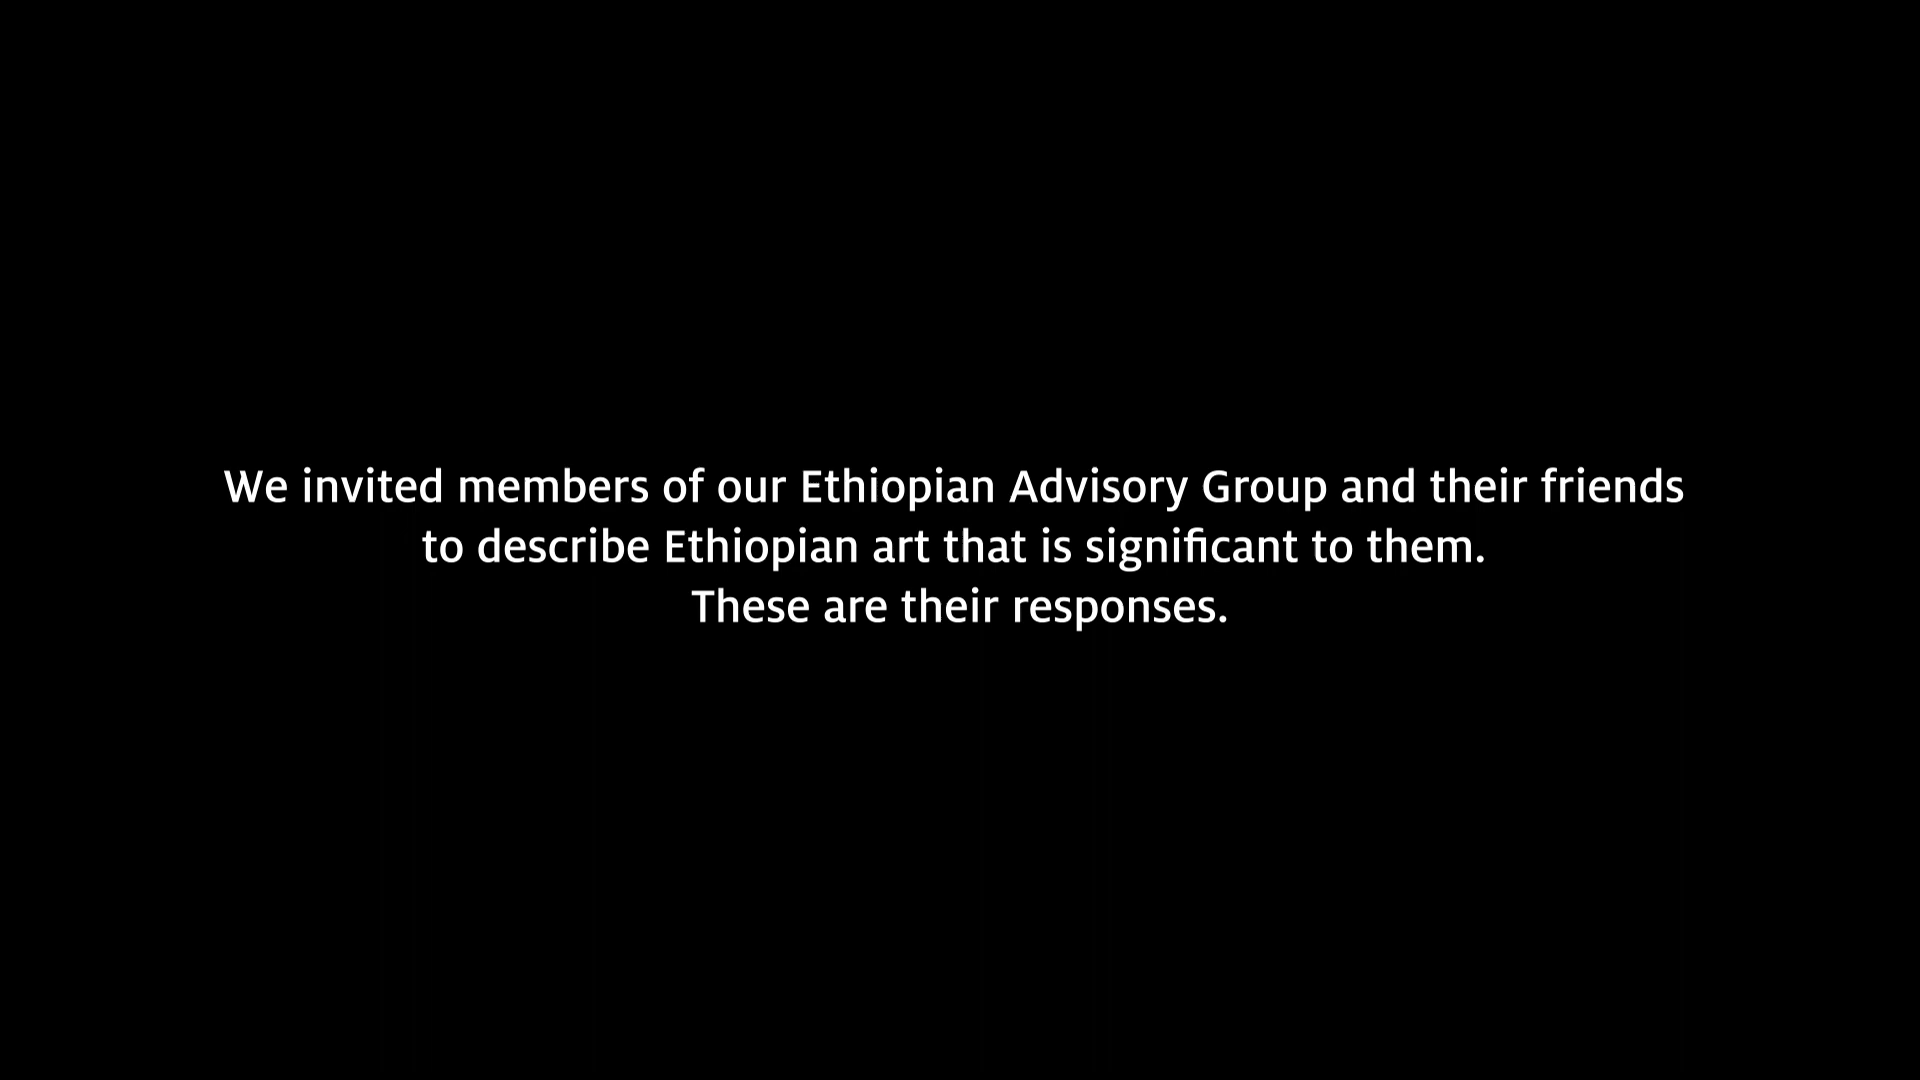 We invited members of our Ethiopian Advisory Group and their friends
to describe Ethiopian art that is significant to them.
These are their responses.